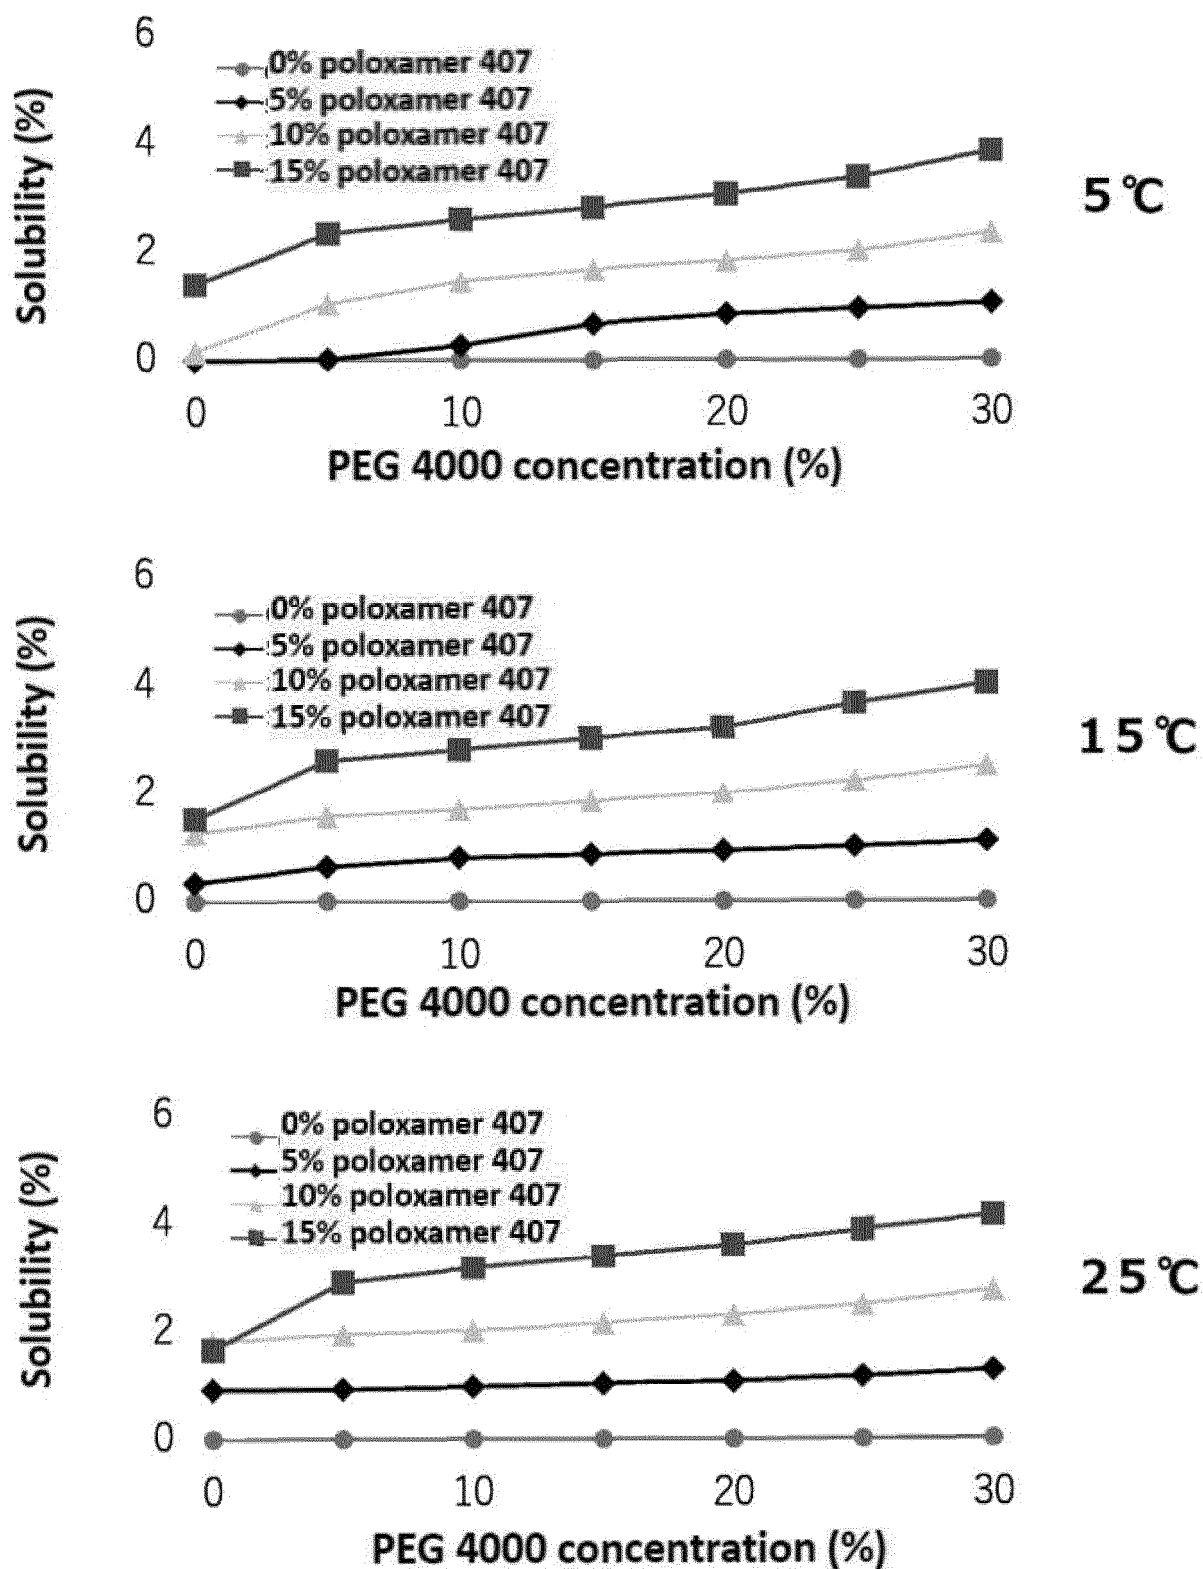 6
0% poloxamer 407
5% poloxamer 407
4
10% poloxamer 407
15% poloxamer 407
Solubility (%)
5℃
2
0
0 10 20 30
PEG 4000 concentration (%)
6
0% poloxamer 407
5% poloxamer 407
4
10% poloxamer 407
15% poloxamer 407
Solubility (%)
15℃
2
0
0 10 20 30
PEG 4000 concentration (%)
6
0% poloxamer 407
5% poloxamer 407
10% poloxamer 407
4
15% poloxamer 407
Solubility (%)
25℃
2
0
0 10 20 30
PEG 4000 concentration (%)